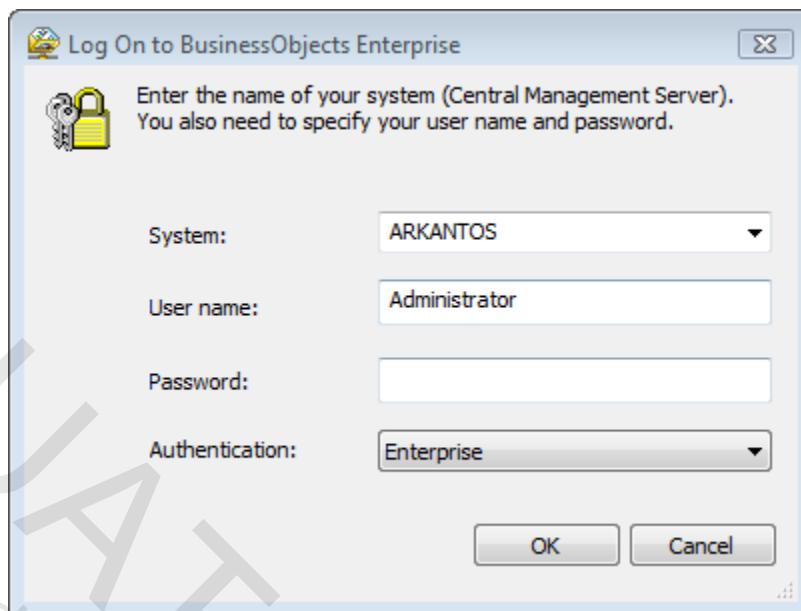 Log On to BusinessObjects Enterprise
Enter the name of your system (Central Management Server).
You also need to specify your user name and password.
System: ARKANTOS
User name: Administrator
Password:
Authentication: Enterprise
OK Cancel